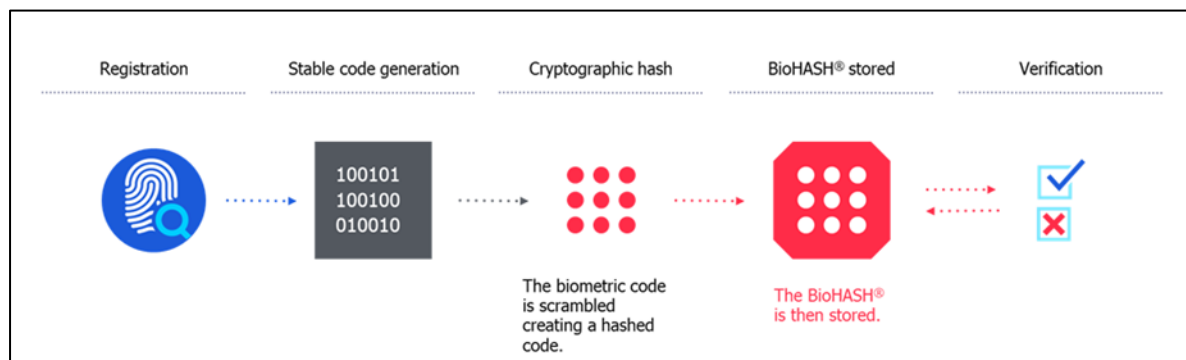 Registration
Stable code generation
Cryptographic hash
BioHASH® stored
Verification
100101
100100
010010
The biometric code
is scrambled
creating a hashed
code.
The BioHASH®
is then stored.